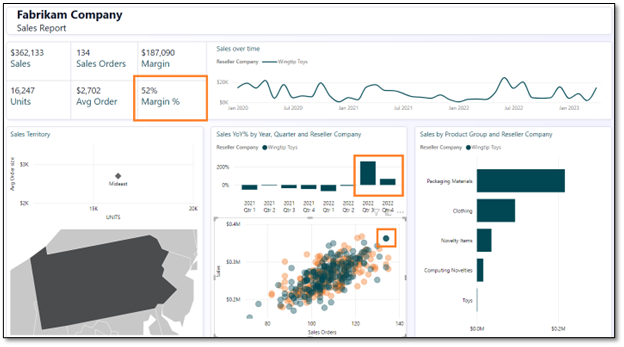 Fabrikam Company
Sales Report
$362,133
Sales
134
Sales Orders
$187,090
Margin
16,247
Units
$2,702
Avg Order
52%
Margin %
Sales over time
Reseller Company Wingtip Toys
$20K
$0K
Jan 2020 Jul 2020 Jan 2021 Jul 2021 Jan 2022 Jul 2022 Jan 2023
Sales Territory
Avg Order size
$3K
$2K
Mideast
15K 20K
UNITS
Sales YoY% by Year, Quarter and Reseller Company
Reseller Company Wingtip Toys
200%
0%
2021 2021 2021 2021 2022 2022 2022 2022
Qtr 1 Qtr 2 Qtr 3 Qtr 4 Qtr 1 Qtr 2 Qtr 3 Qtr 4
Sales
$0.4M
$0.3M
$0.2M
80 100 120 140
Sales Orders
Sales by Product Group and Reseller Company
Reseller Company Wingtip Toys
Packaging Materials
Clothing
Novelty Items
Computing Novelties
Toys
$0.0M $0.2M